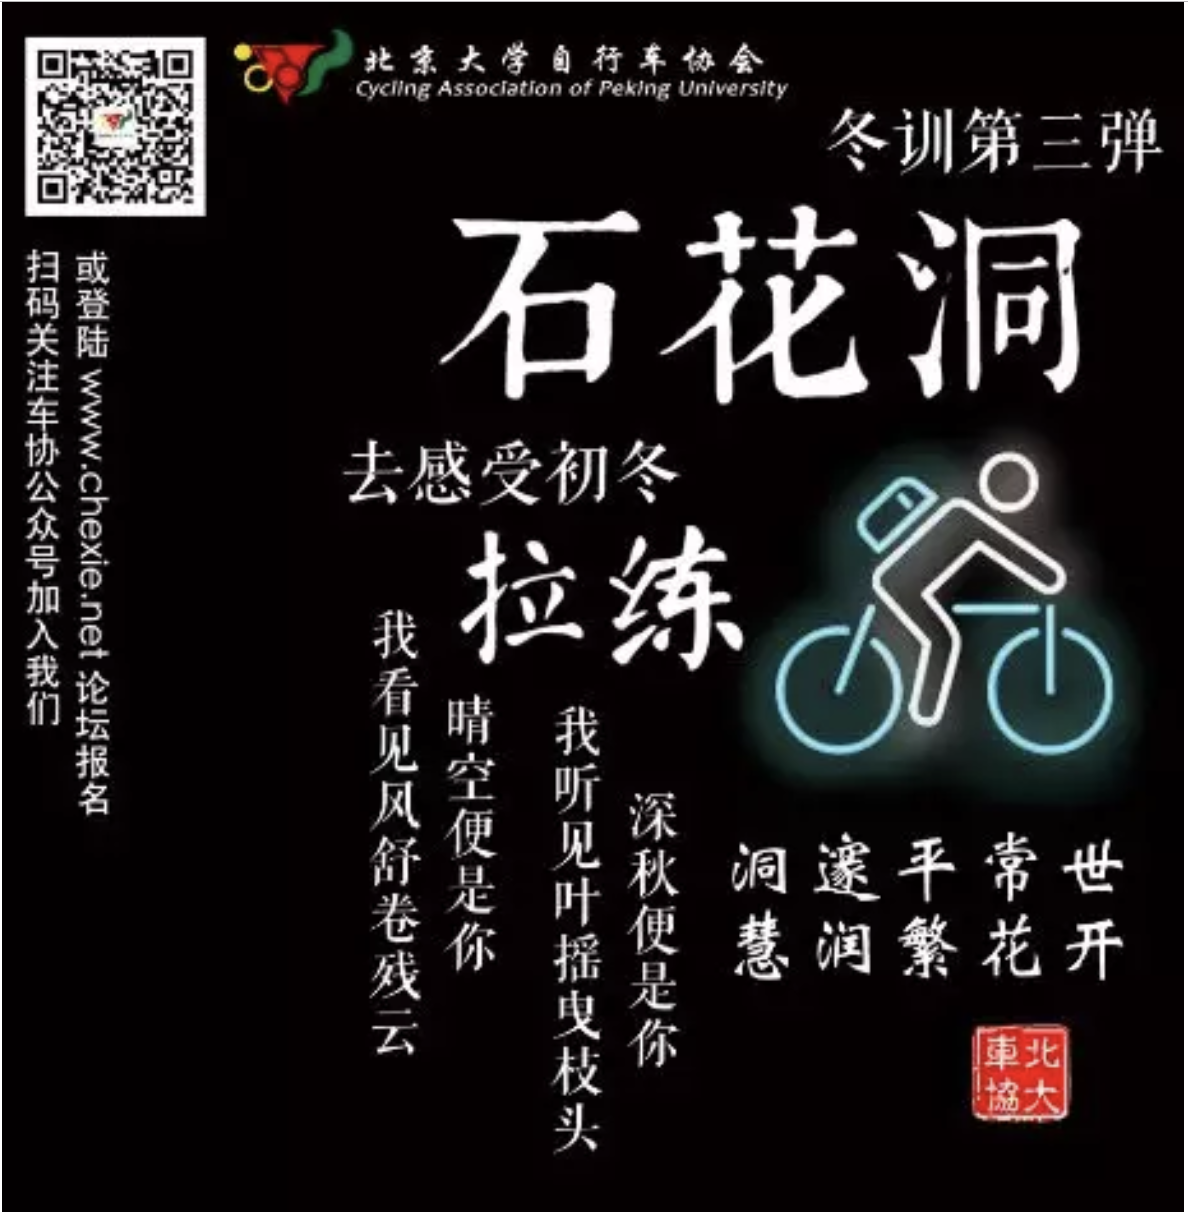 北京大学自行车协会
Cycling Association of Peking University
冬训第三弹
石花洞
去感受初冬
拉练
扫码关注车协公众号加入我们
或登陆 www.chexie.net 论坛报名
我看见风舒卷残云
晴空便是你
我听见叶摇曳枝头
深秋便是你
洞邃平常世
慧润繁花开
北大
車協